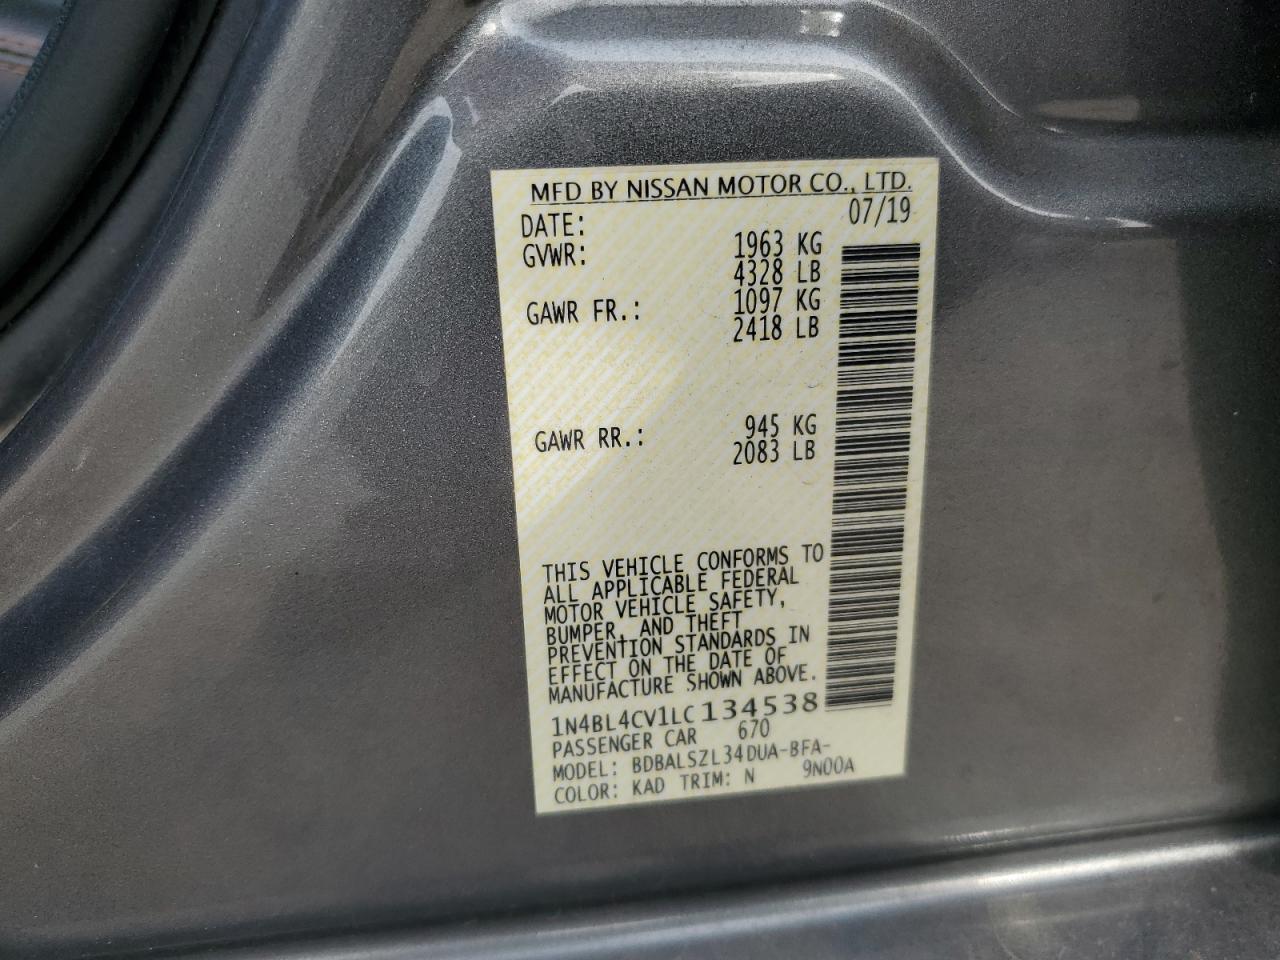 MFD BY NISSAN MOTOR CO., LTD.
DATE: 07/19
GVWR: 1963 KG
4328 LB
GAWR FR.: 1097 KG
2418 LB
GAWR RR.: 945 KG
2083 LB
THIS VEHICLE CONFORMS TO
ALL APPLICABLE FEDERAL
MOTOR VEHICLE SAFETY,
BUMPER, AND THEFT
PREVENTION STANDARDS IN
EFFECT ON THE DATE OF
MANUFACTURE SHOWN ABOVE.
1N4BL4CV1LC134538
PASSENGER CAR 670
MODEL: BDBALSZL34DUA-BFA-
COLOR: KAD TRIM: N 9N00A